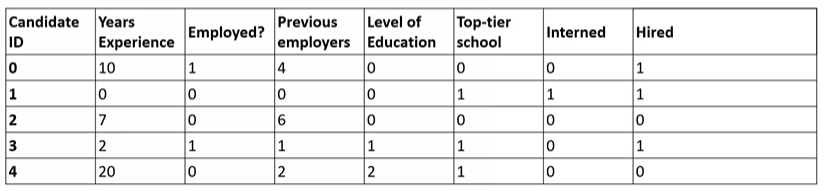 Candidate ID Years Experience Employed? Previous employers Level of Education Top-tier school Interned Hired
0 10 1 4 0 0 0 1
1 0 0 0 0 1 1 1
2 7 0 6 0 0 0 0
3 2 1 1 1 1 0 1
4 20 0 2 2 1 0 0